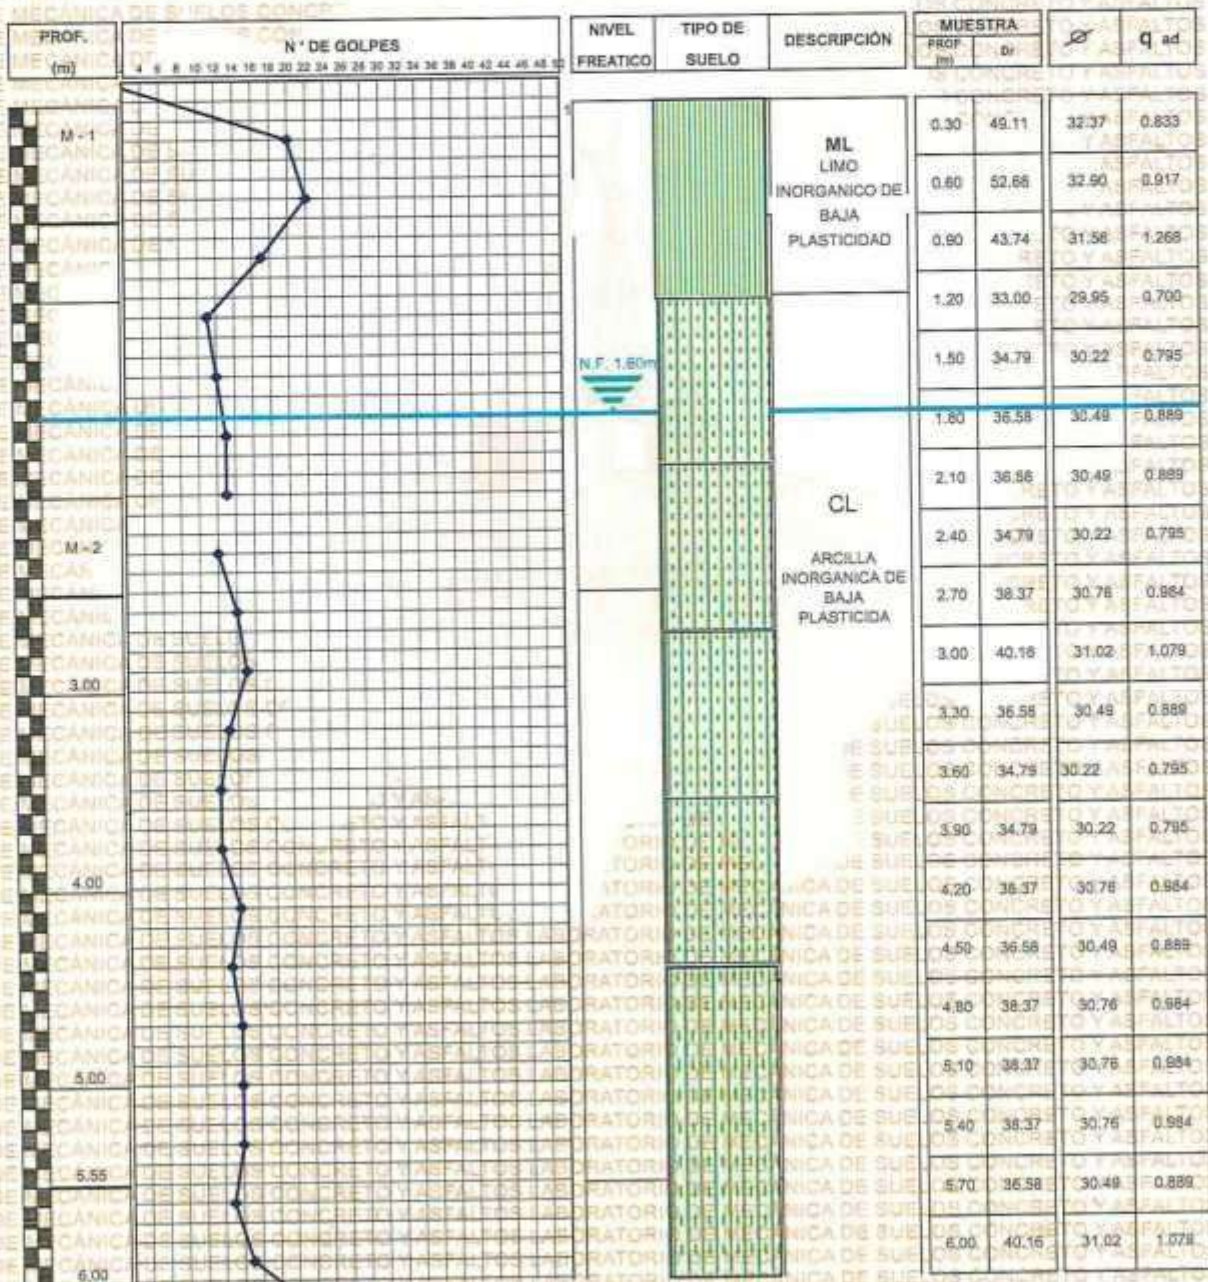 PROF.
(m)
N° DE GOLPES
4 6 8 10 12 14 16 18 20 22 24 26 28 30 32 34 36 38 40 42 44 46 48 50
NIVEL
FREATICO
TIPO DE
SUELO
DESCRIPCIÓN
MUESTRA
PROF
(m)
Dr
Ø
q ad
M - 1
M - 2
3.00
4.00
5.00
5.55
6.00
N.F. 1.60m
ML
LIMO
INORGANICO DE
BAJA
PLASTICIDAD
CL
ARCILLA
INORGANICA DE
BAJA
PLASTICIDA
0.30 49.11 32.37 0.833
0.60 52.68 32.90 0.917
0.90 43.74 31.56 1.268
1.20 33.00 29.95 0.700
1.50 34.79 30.22 0.795
1.80 36.58 30.49 0.889
2.10 36.58 30.49 0.889
2.40 34.79 30.22 0.795
2.70 38.37 30.76 0.984
3.00 40.16 31.02 1.079
3.30 36.58 30.49 0.889
3.60 34.79 30.22 0.795
3.90 34.79 30.22 0.795
4.20 38.37 30.76 0.984
4.50 36.58 30.49 0.889
4.80 38.37 30.76 0.984
5.10 38.37 30.76 0.984
5.40 38.37 30.76 0.984
5.70 36.58 30.49 0.889
6.00 40.16 31.02 1.079